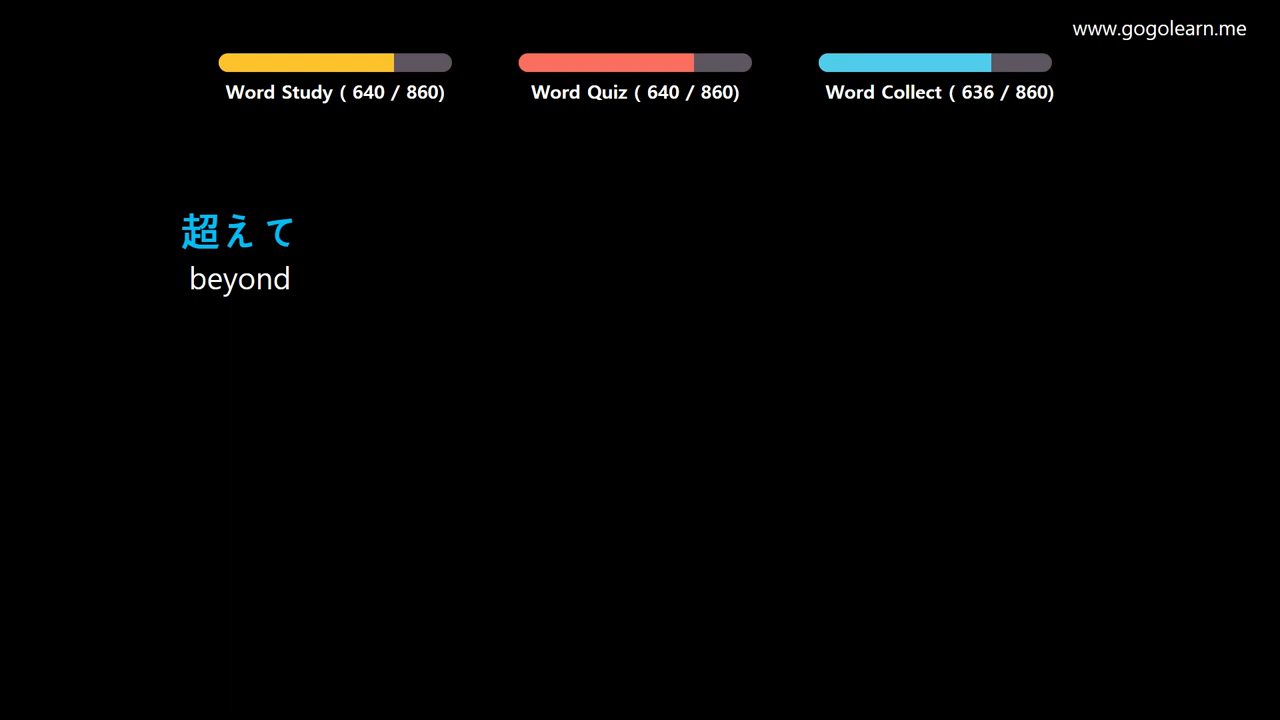 www.gogolearn.me
Word Study ( 640 / 860)
Word Quiz ( 640 / 860)
Word Collect ( 636 / 860)
超えて
beyond